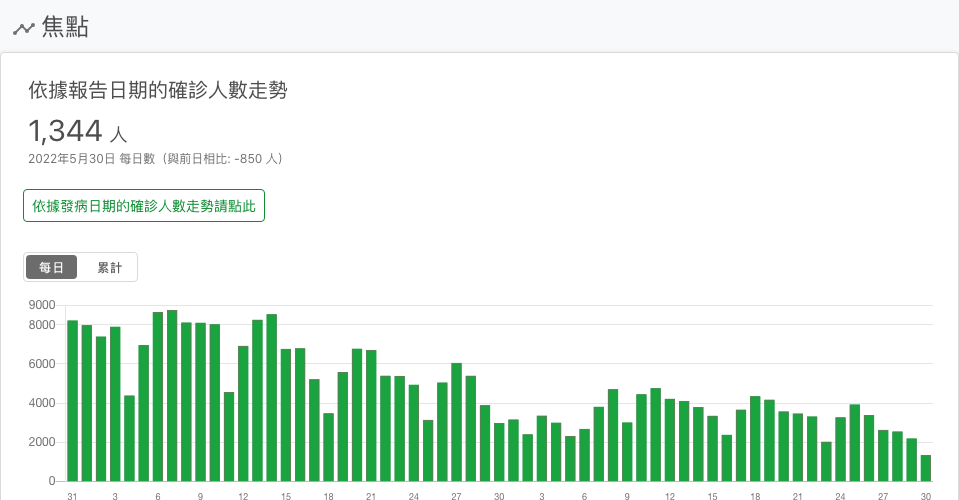 焦點
依據報告日期的確診人數走勢
1,344 人
2022年5月30日 每日數（與前日相比: -850 人）
依據發病日期的確診人數走勢請點此
每日 累計
9000
8000
6000
4000
2000
0
31 3 6 9 12 15 18 21 24 27 30 3 6 9 12 15 18 21 24 27 30